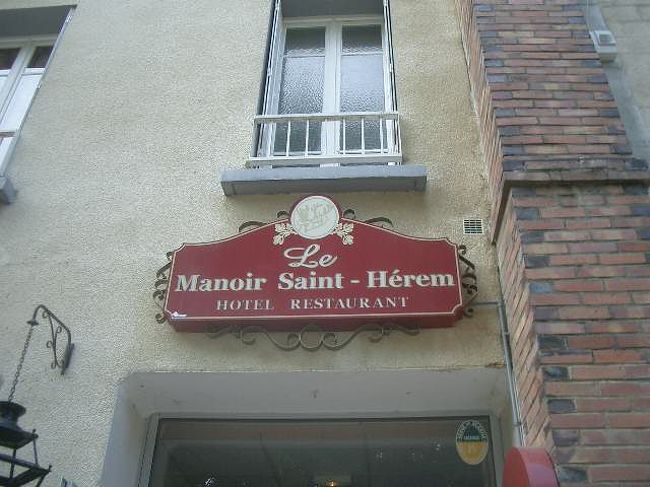 Le
Manoir Saint - Hérem
HOTEL RESTAURANT